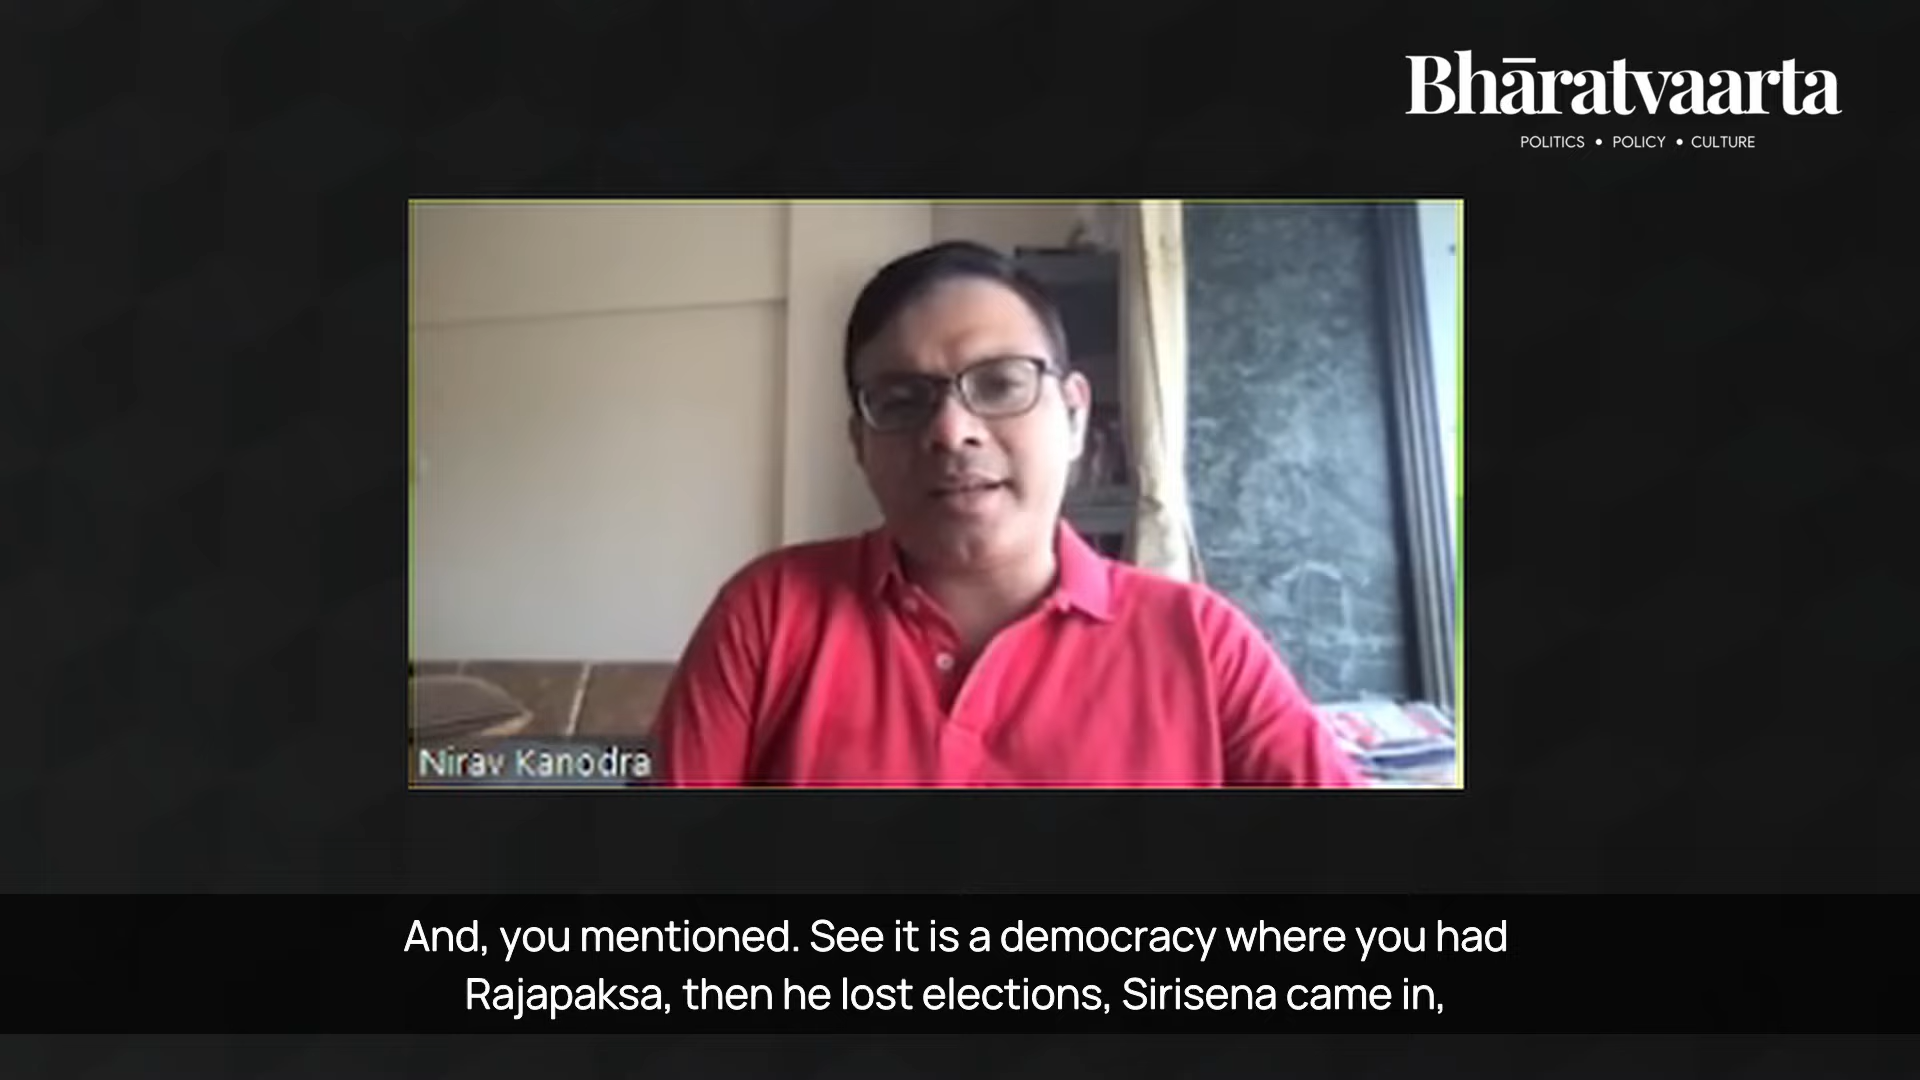 Bhāratvaarta
POLITICS • POLICY • CULTURE
Nirav Kanodra
And, you mentioned. See it is a democracy where you had
Rajapaksa, then he lost elections, Sirisena came in,